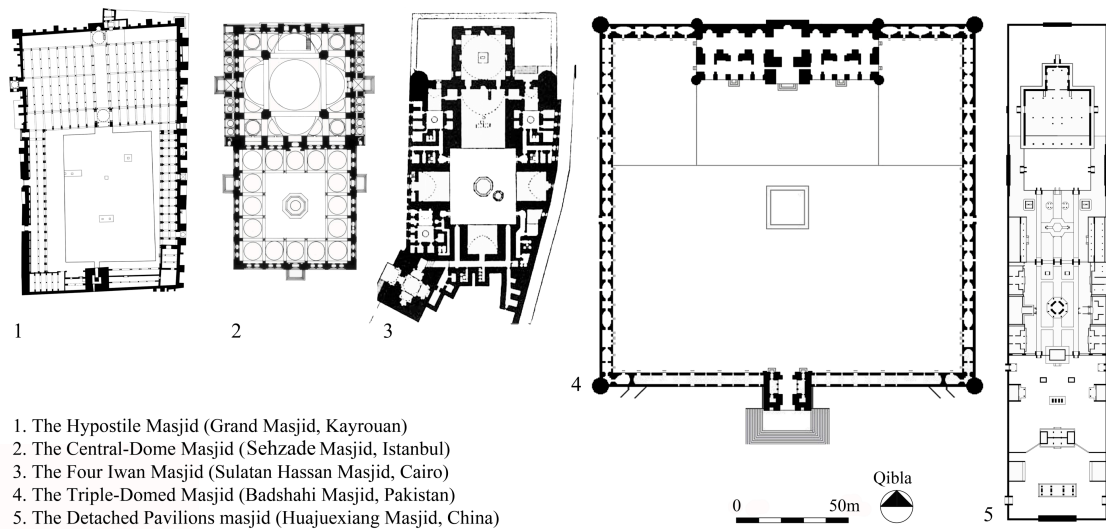 1
2
3
4
5
1. The Hypostile Masjid (Grand Masjid, Kayrouan)
2. The Central-Dome Masjid (Sehzade Masjid, Istanbul)
3. The Four Iwan Masjid (Sulatan Hassan Masjid, Cairo)
4. The Triple-Domed Masjid (Badshahi Masjid, Pakistan)
5. The Detached Pavilions masjid (Huajuexiang Masjid, China)
0 50m
Qibla